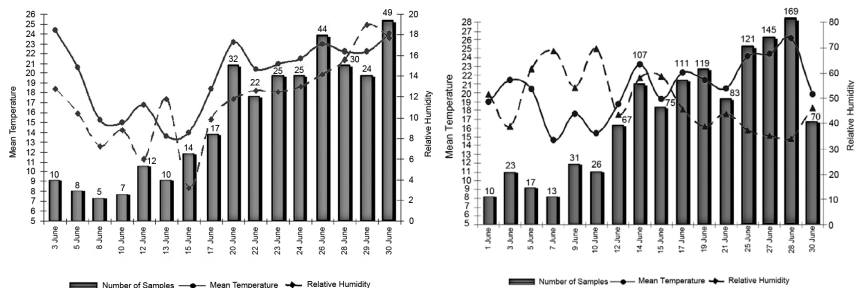 26
25
24
23
22
21
20
19
18
17
16
15
14
13
12
11
10
9
8
7
6
5
Mean Temperature
10
8
5
7
12
10
14
17
32
22
25
25
44
30
24
49
20
18
16
14
12
10
8
6
4
2
0
Relative Humidity
3 June
5 June
8 June
10 June
12 June
13 June
15 June
17 June
20 June
22 June
23 June
24 June
26 June
28 June
29 June
30 June
Number of Samples Mean Temperature Relative Humidity
28
27
26
25
24
23
22
21
20
19
18
17
16
15
14
13
12
11
10
9
8
7
6
5
Mean Temperature
10
23
17
13
31
26
67
107
75
111
119
83
121
145
169
70
80
70
60
50
40
30
20
10
0
Relative Humidity
1 June
3 June
5 June
7 June
9 June
10 June
12 June
14 June
15 June
17 June
19 June
21 June
25 June
27 June
28 June
30 June
Number of Samples Mean Temperature Relative Humidity